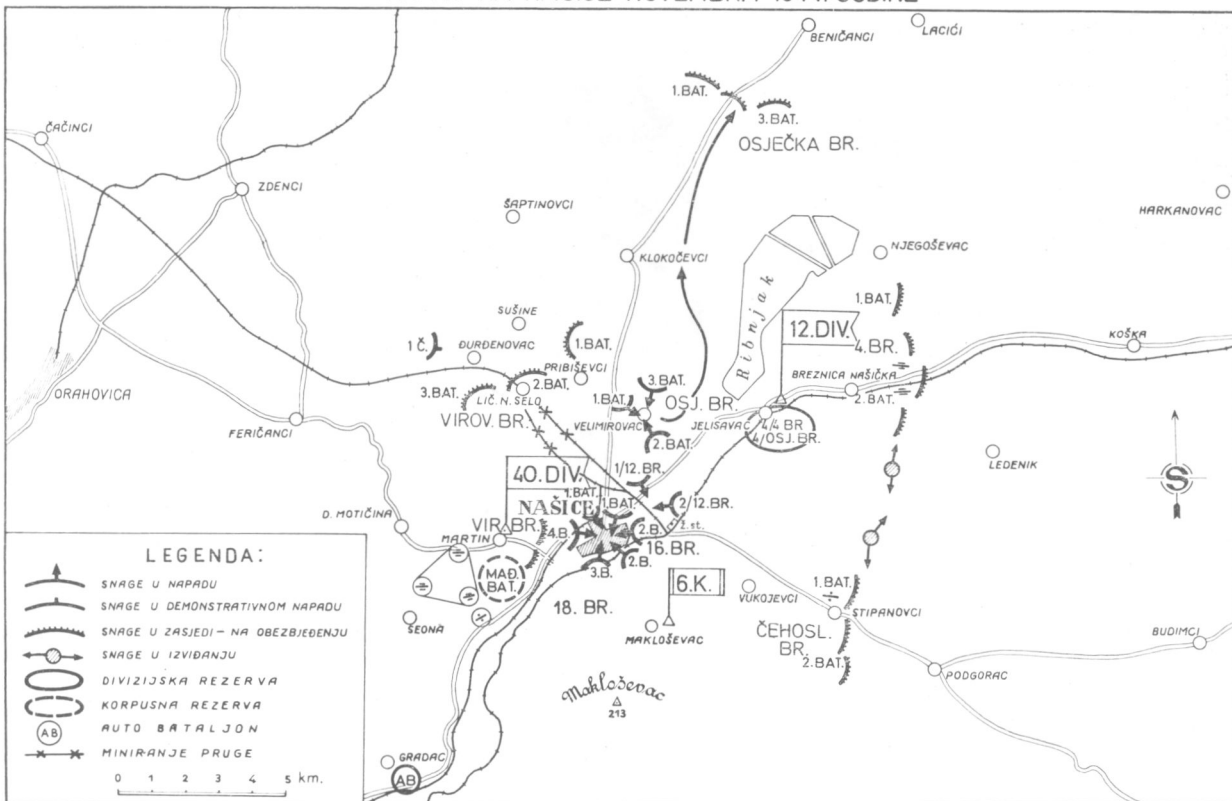 BENIČANCI
LACIĆI
1.BAT.
3.BAT.
OSJEČKA BR.
ČAČINCI
ZDENCI
ŠAPTINOVCI
HARKANOVAC
KLOKOČEVCI
NJEGOŠEVAC
Ribnjak
1.BAT.
SUŠINE
12.DIV.
4.BR.
KOŠKA
1 Č.
ĐURĐENOVAC
1.BAT.
PRIBIŠEVCI
BREZNICA NAŠIČKA
2.BAT.
ORAHOVICA
3.BAT.
2.BAT.
LIČ. N. SELO
3.BAT.
OSJ. BR.
1.BAT.
VELIMIROVAC
JELISAVAC
4/4 BR
4/OSJ. BR.
VIROV. BR.
FERIČANCI
2.BAT.
LEDENIK
1/12.BR.
40.DIV.
1.BAT.
NAŠICE
1.BAT.
2/12.BR.
S
D. MOTIČINA
VIR. BR.
MARTIN
4.B.
2.B.
ž.st.
16.BR.
MAĐ.
BAT.
3.B.
2.B.
18. BR.
6.K.
VUKOJEVCI
1.BAT.
STIPANOVCI
ŠEONA
MAKLOŠEVAC
ČEHOSL.
BR.
2.BAT.
BUDIMCI
PODGORAC
Makloševac
213
GRADAC
AB
LEGENDA:
SNAGE U NAPADU
SNAGE U DEMONSTRATIVNOM NAPADU
SNAGE U ZASJEDI – NA OBEZBJEĐENJU
SNAGE U IZVIĐANJU
DIVIZIJSKA REZERVA
KORPUSNA REZERVA
AB AUTO BATALJON
MINIRANJE PRUGE
0 1 2 3 4 5 km.